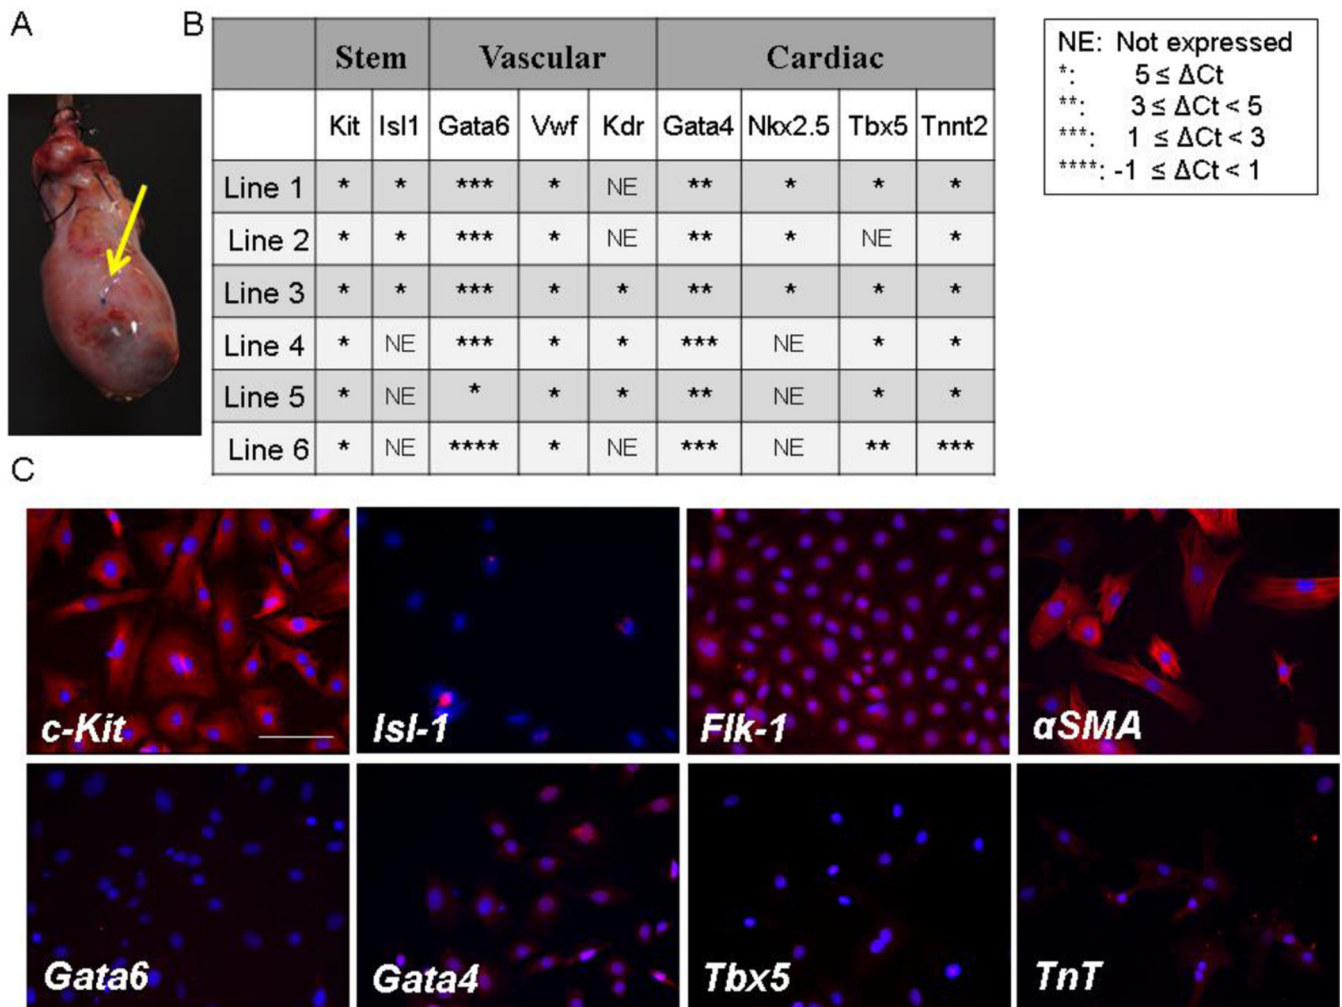 A
B
Stem Vascular Cardiac
Kit Isl1 Gata6 Vwf Kdr Gata4 Nkx2.5 Tbx5 Tnnt2
Line 1 * * *** * NE ** * * *
Line 2 * * *** * NE ** * NE *
Line 3 * * *** * * ** * * *
Line 4 * NE *** * * *** NE * *
Line 5 * NE * * * ** NE * *
Line 6 * NE **** * NE *** NE ** ***
NE: Not expressed
*: 5 ≤ ΔCt
**: 3 ≤ ΔCt < 5
***: 1 ≤ ΔCt < 3
****: -1 ≤ ΔCt < 1
C
c-Kit
Isl-1
Flk-1
αSMA
Gata6
Gata4
Tbx5
TnT